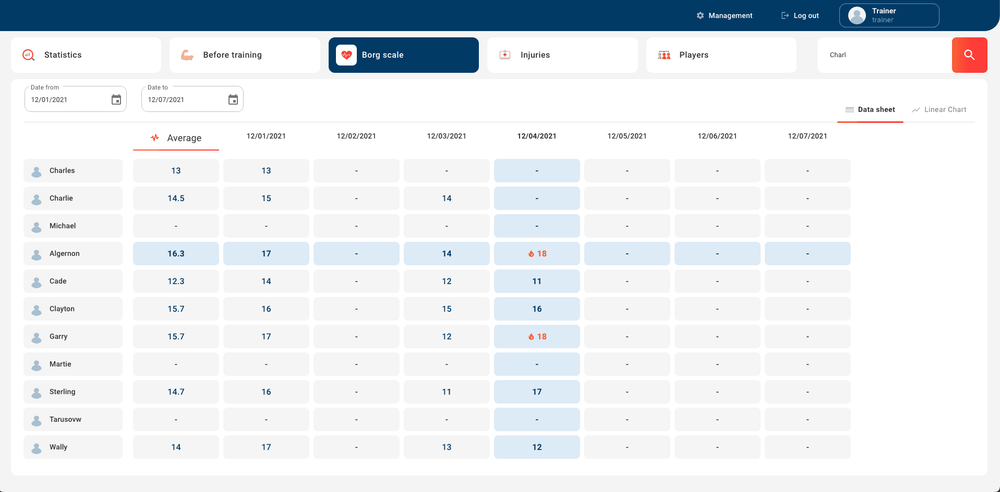 Management Log out Trainer
trainer
Statistics Before training Borg scale Injuries Players Charl
Date from Date to
12/01/2021 12/07/2021
Data sheet Linear Chart
Average 12/01/2021 12/02/2021 12/03/2021 12/04/2021 12/05/2021 12/06/2021 12/07/2021
Charles 13 13 - - - - - -
Charlie 14.5 15 - 14 - - - -
Michael - - - - - - - -
Algernon 16.3 17 - 14 18 - - -
Cade 12.3 14 - 12 11 - - -
Clayton 15.7 16 - 15 16 - - -
Garry 15.7 17 - 12 18 - - -
Martie - - - - - - - -
Sterling 14.7 16 - 11 17 - - -
Tarusovw - - - - - - - -
Wally 14 17 - 13 12 - - -